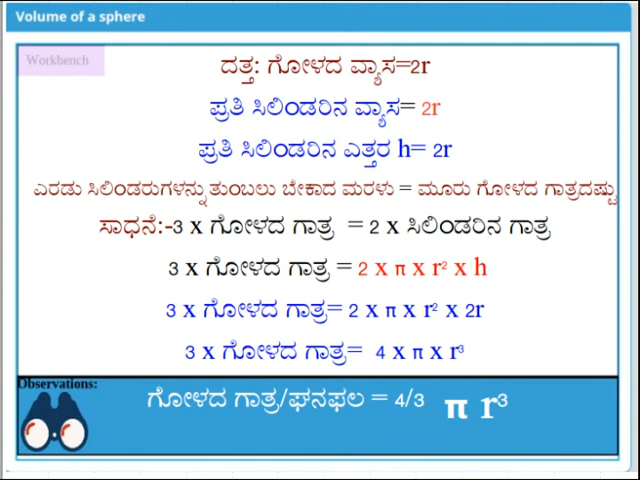 Volume of a sphere
Workbench
ದತ್ತ: ಗೋಳದ ವ್ಯಾಸ=2r
ಪ್ರತಿ ಸಿಲಿಂಡರಿನ ವ್ಯಾಸ= 2r
ಪ್ರತಿ ಸಿಲಿಂಡರಿನ ಎತ್ತರ h= 2r
ಎರಡು ಸಿಲಿಂಡರುಗಳನ್ನು ತುಂಬಲು ಬೇಕಾದ ಮರಳು = ಮೂರು ಗೋಳದ ಗಾತ್ರದಷ್ಟು
ಸಾಧನೆ:-3 x ಗೋಳದ ಗಾತ್ರ = 2 x ಸಿಲಿಂಡರಿನ ಗಾತ್ರ
3 x ಗೋಳದ ಗಾತ್ರ = 2 x π x r² x h
3 x ಗೋಳದ ಗಾತ್ರ= 2 x π x r² x 2r
3 x ಗೋಳದ ಗಾತ್ರ= 4 x π x r³
Observations:
ಗೋಳದ ಗಾತ್ರ/ಘನಫಲ = 4/3 π r³